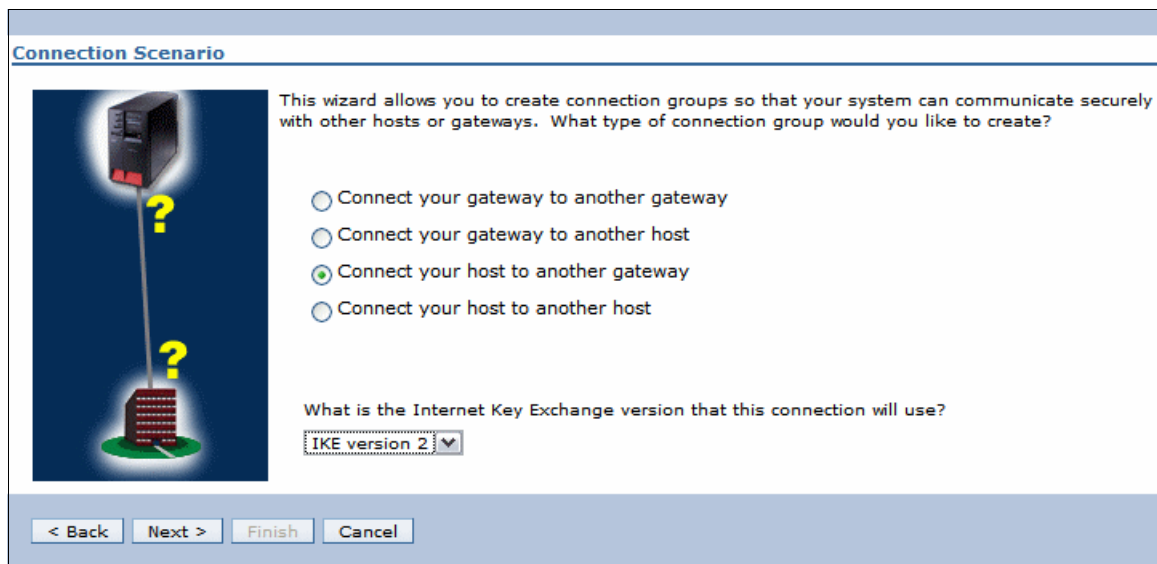 Connection Scenario
This wizard allows you to create connection groups so that your system can communicate securely
with other hosts or gateways. What type of connection group would you like to create?
?
Connect your gateway to another gateway
Connect your gateway to another host
Connect your host to another gateway
Connect your host to another host
?
What is the Internet Key Exchange version that this connection will use?
IKE version 2
< Back
Next >
Finish
Cancel